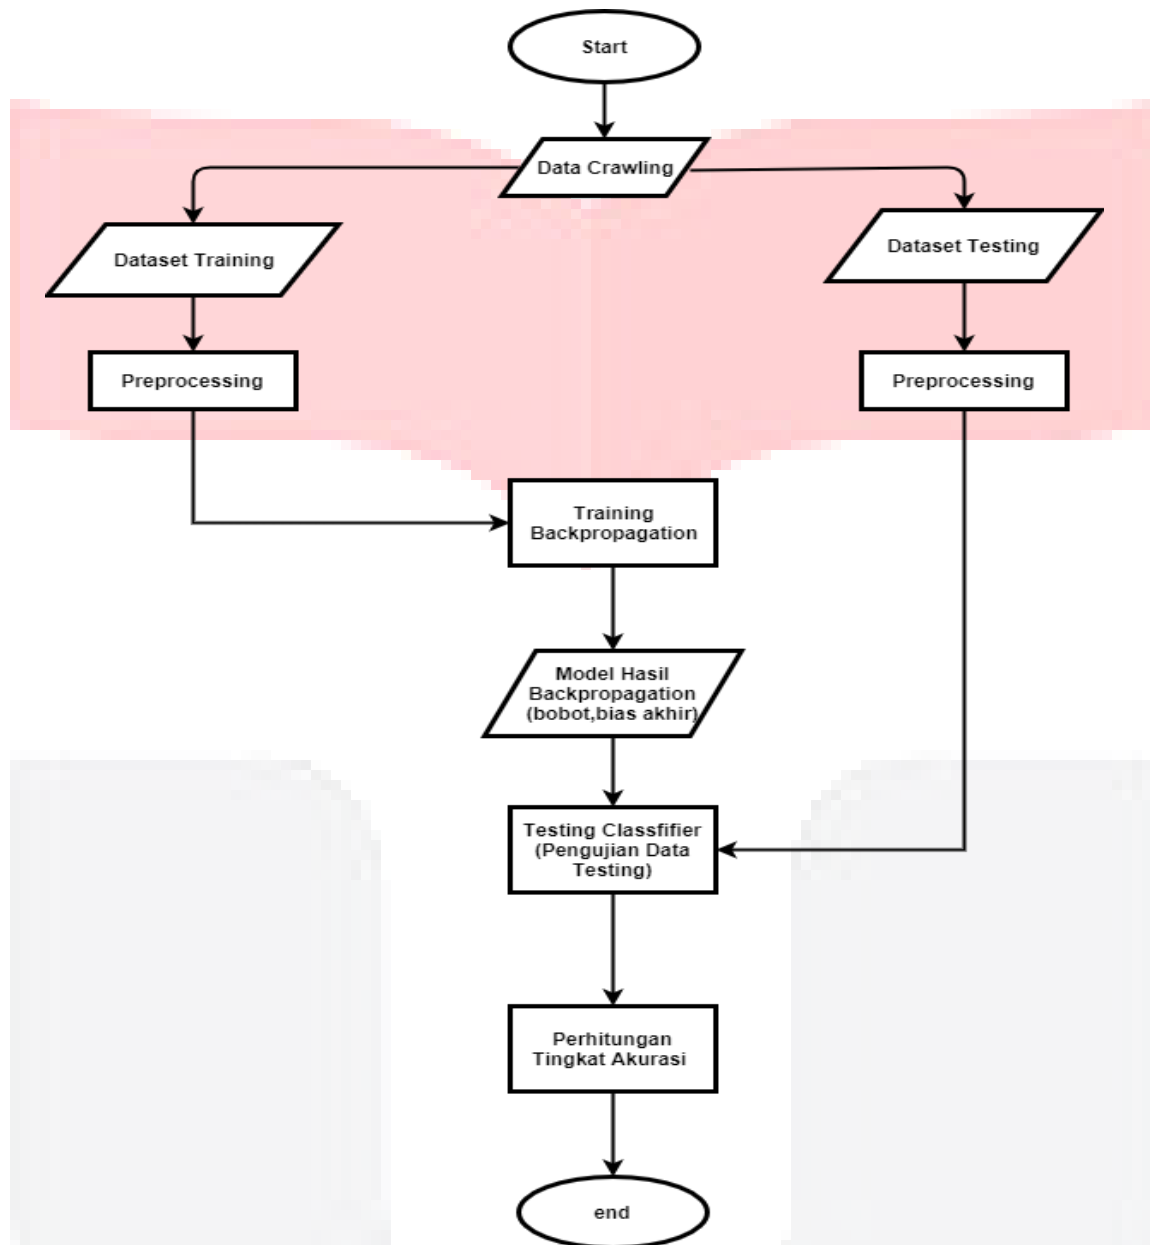 Start
Data Crawling
Dataset Training
Dataset Testing
Preprocessing
Preprocessing
Training
Backpropagation
Model Hasil
Backpropagation
(bobot,bias akhir)
Testing Classfifier
(Pengujian Data
Testing)
Perhitungan
Tingkat Akurasi
end